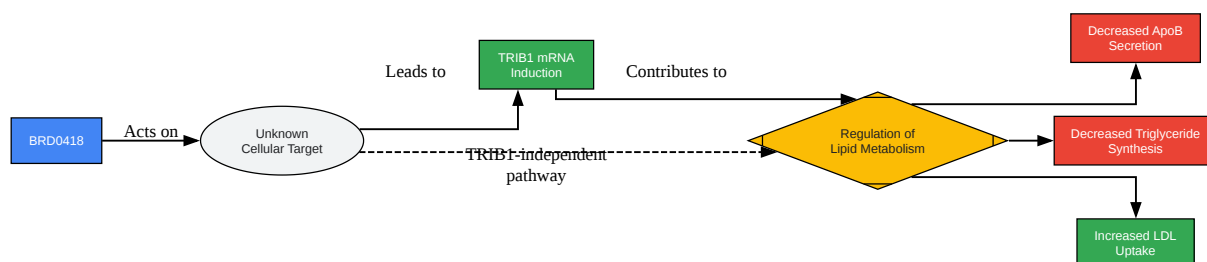 BRD0418
Acts on
Unknown
Cellular Target
Leads to
TRIB1 mRNA
Induction
Contributes to
TRIB1-independent
pathway
Regulation of
Lipid Metabolism
Decreased ApoB
Secretion
Decreased Triglyceride
Synthesis
Increased LDL
Uptake